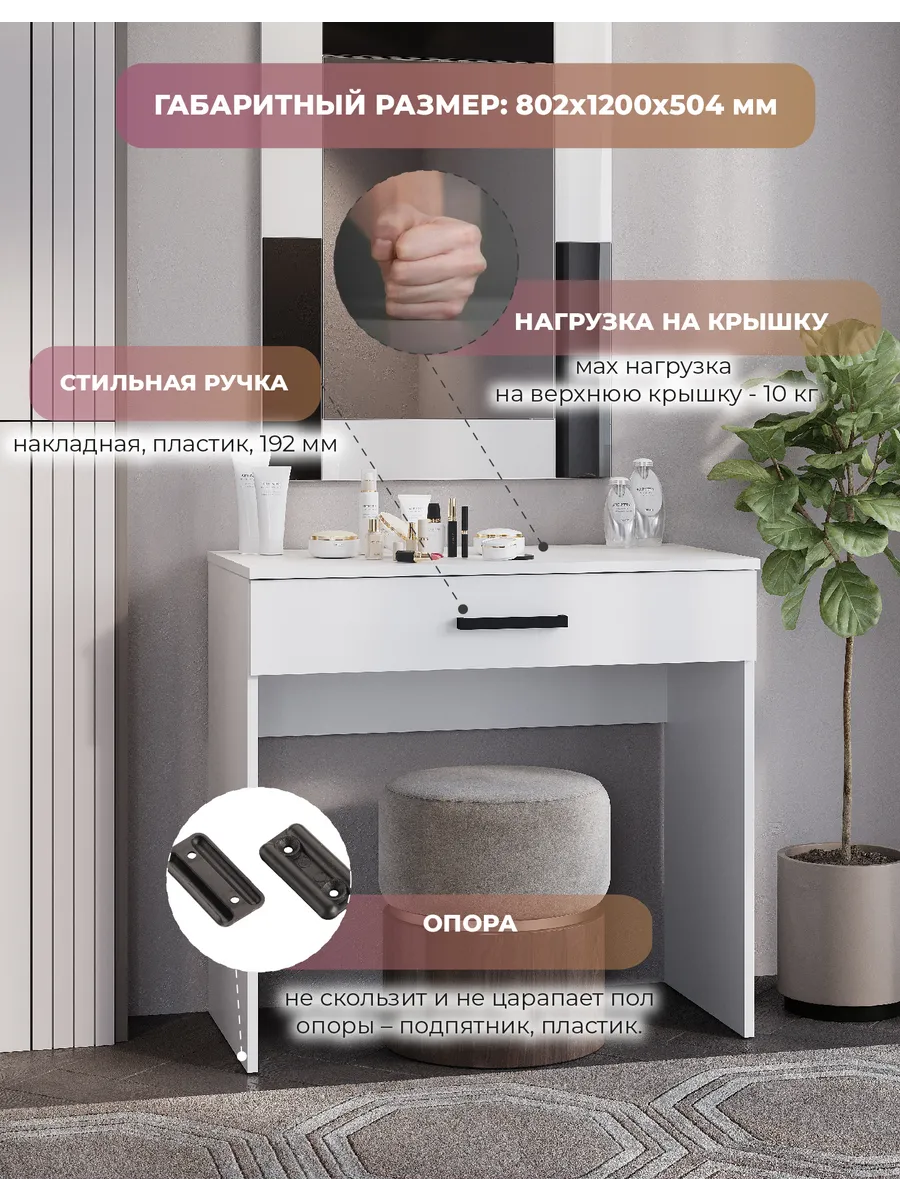 ГАБАРИТНЫЙ РАЗМЕР: 802х1200х504 мм
НАГРУЗКА НА КРЫШКУ
мах нагрузка
на верхнюю крышку - 10 кг
СТИЛЬНАЯ РУЧКА
накладная, пластик, 192 мм
ОПОРА
не скользит и не царапает пол
опоры – подпятник, пластик.